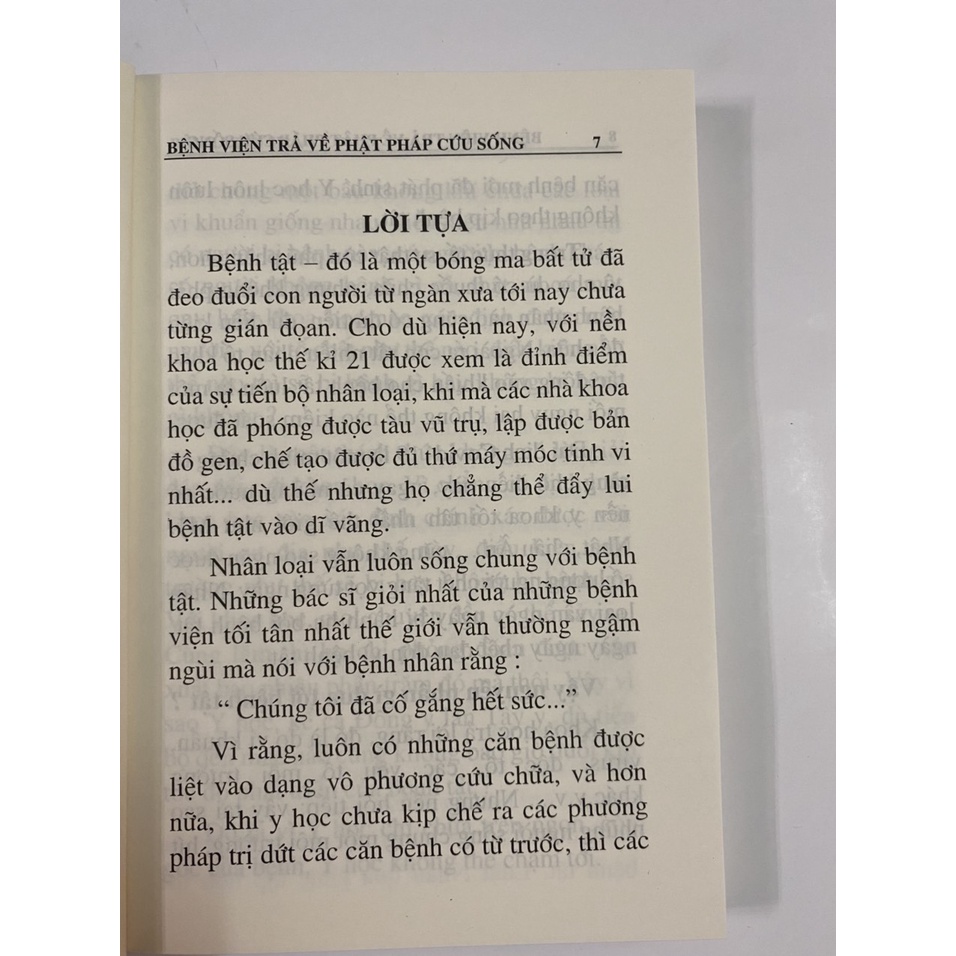 BỆNH VIỆN TRẢ VỀ PHẬT PHÁP CỨU SỐNG 7
LỜI TỰA
Bệnh tật – đó là một bóng ma bất tử đã
đeo đuổi con người từ ngàn xưa tới nay chưa
từng gián đọan. Cho dù hiện nay, với nền
khoa học thế kỉ 21 được xem là đỉnh điểm
của sự tiến bộ nhân loại, khi mà các nhà khoa
học đã phóng được tàu vũ trụ, lập được bản
đồ gen, chế tạo được đủ thứ máy móc tinh vi
nhất... dù thế nhưng họ chẳng thể đẩy lui
bệnh tật vào dĩ vãng.
Nhân loại vẫn luôn sống chung với bệnh
tật. Những bác sĩ giỏi nhất của những bệnh
viện tối tân nhất thế giới vẫn thường ngậm
ngùi mà nói với bệnh nhân rằng :
“ Chúng tôi đã cố gắng hết sức...”
Vì rằng, luôn có những căn bệnh được
liệt vào dạng vô phương cứu chữa, và hơn
nữa, khi y học chưa kịp chế ra các phương
pháp trị dứt các căn bệnh có từ trước, thì các